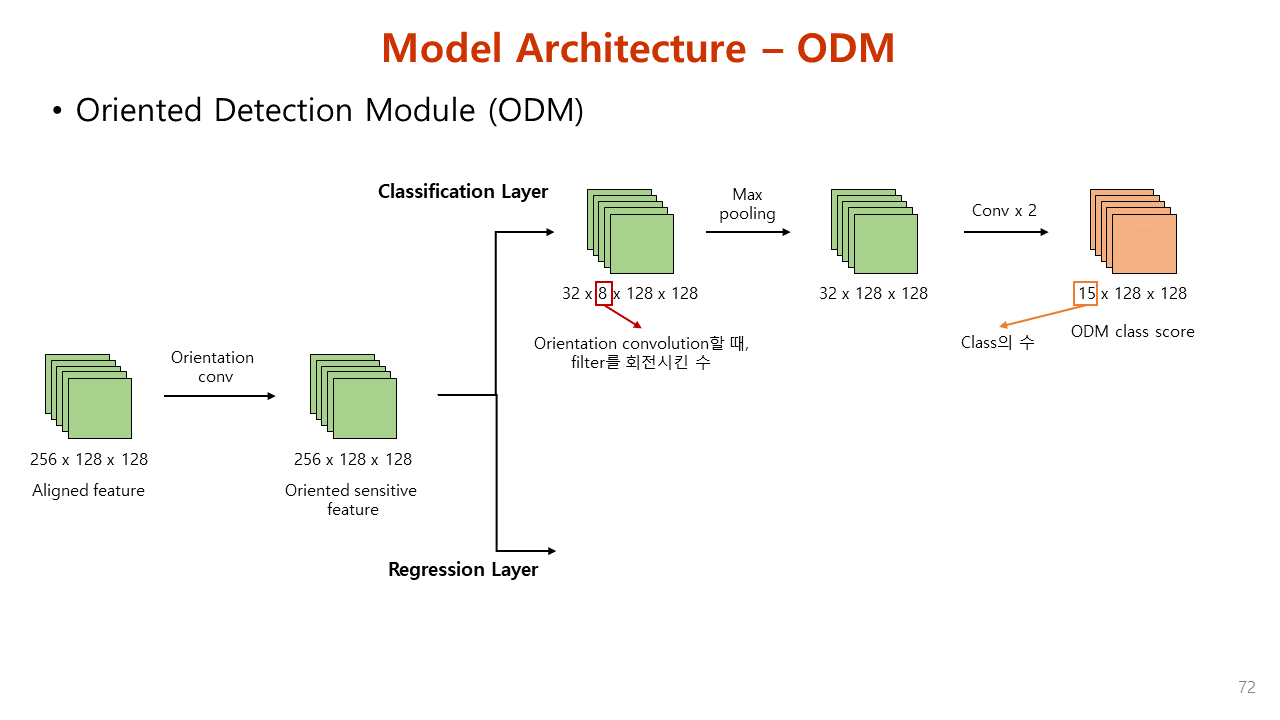 Model Architecture – ODM
• Oriented Detection Module (ODM)
Classification Layer
Max
pooling
Conv x 2
32 x 8 x 128 x 128
32 x 128 x 128
15 x 128 x 128
Orientation convolution할 때,
filter를 회전시킨 수
Class의 수
ODM class score
Orientation
conv
256 x 128 x 128
256 x 128 x 128
Aligned feature
Oriented sensitive
feature
Regression Layer
72